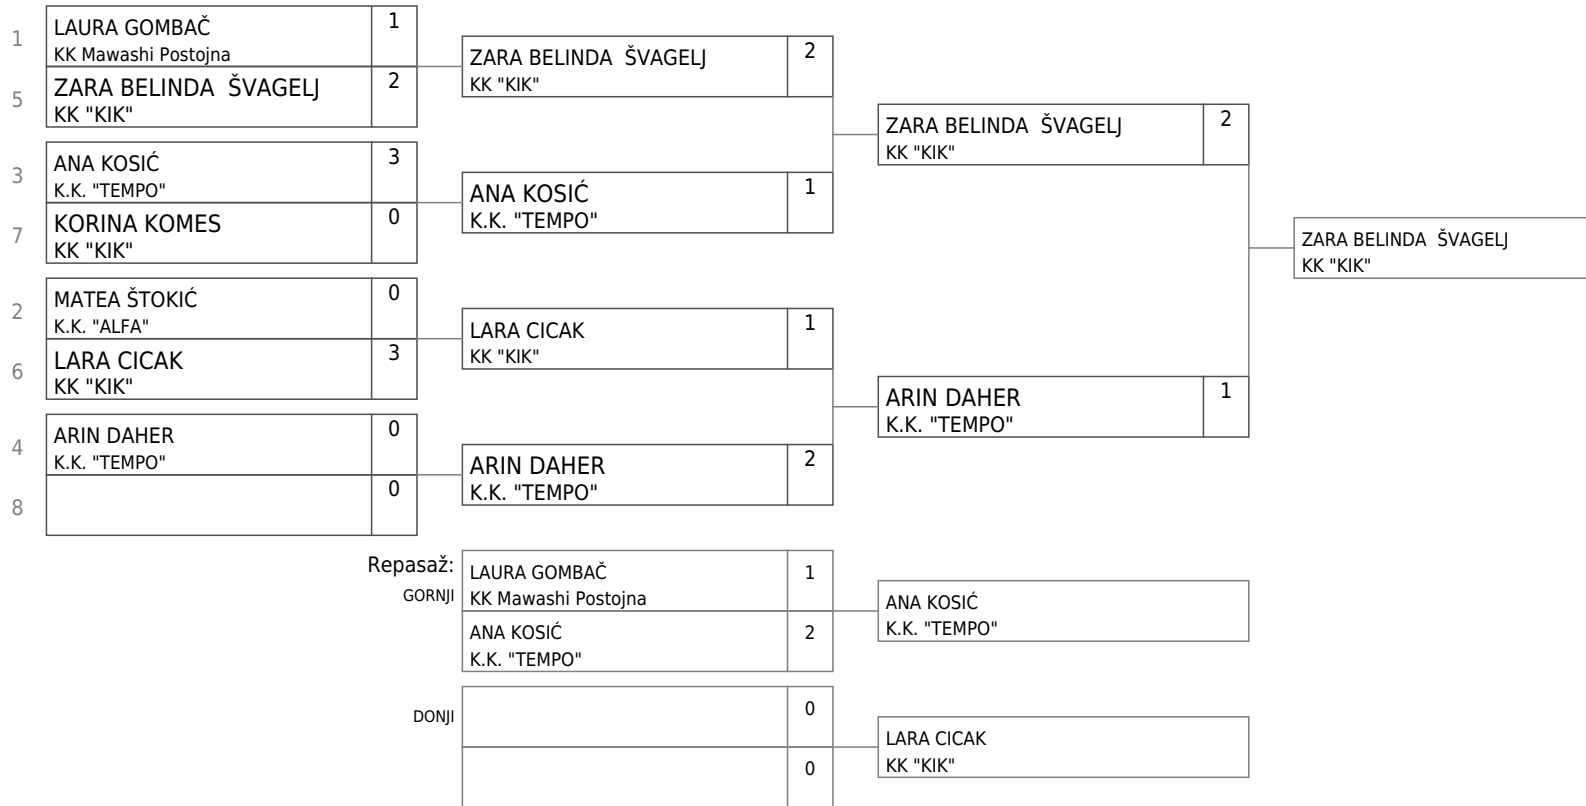 1
LAURA GOMBAČ
KK Mawashi Postojna
1
5
ZARA BELINDA  ŠVAGELJ
KK "KIK"
2
3
ANA KOSIĆ
K.K. "TEMPO"
3
7
KORINA KOMES
KK "KIK"
0
2
MATEA ŠTOKIĆ
K.K. "ALFA"
0
6
LARA CICAK
KK "KIK"
3
4
ARIN DAHER
K.K. "TEMPO"
0
8
0
ZARA BELINDA  ŠVAGELJ
KK "KIK"
2
ANA KOSIĆ
K.K. "TEMPO"
1
LARA CICAK
KK "KIK"
1
ARIN DAHER
K.K. "TEMPO"
2
ZARA BELINDA  ŠVAGELJ
KK "KIK"
2
ARIN DAHER
K.K. "TEMPO"
1
ZARA BELINDA  ŠVAGELJ
KK "KIK"
Repasaž:
GORNJI
LAURA GOMBAČ
KK Mawashi Postojna
1
ANA KOSIĆ
K.K. "TEMPO"
2
ANA KOSIĆ
K.K. "TEMPO"
DONJI
0
0
LARA CICAK
KK "KIK"